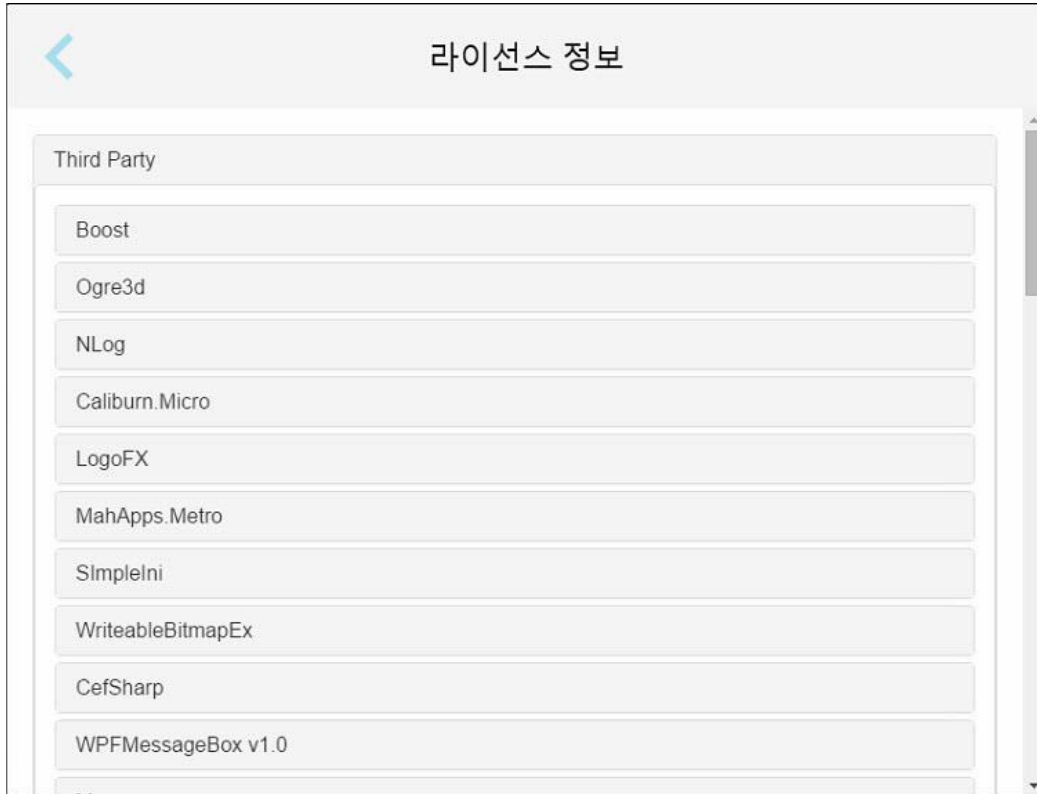 라이선스 정보
Third Party
Boost
Ogre3d
NLog
Caliburn.Micro
LogoFX
MahApps.Metro
SImpleIni
WriteableBitmapEx
CefSharp
WPFMessageBox v1.0